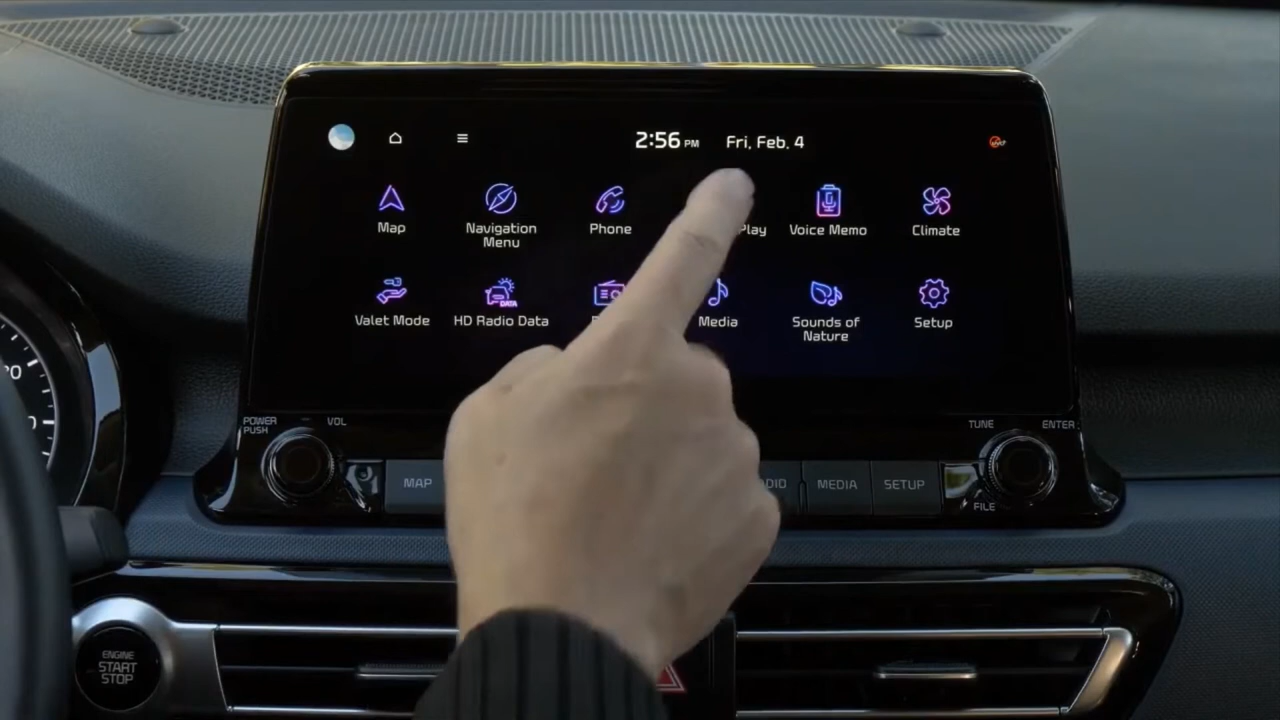 2:56 PM Fri, Feb. 4
Map
Navigation
Menu
Phone
Play
Voice Memo
Climate
Valet Mode
HD Radio Data
DATA
Media
Sounds of
Nature
Setup
POWER
PUSH
VOL
TUNE
ENTER
MAP
MEDIA
SETUP
FILE
ENGINE
START
STOP